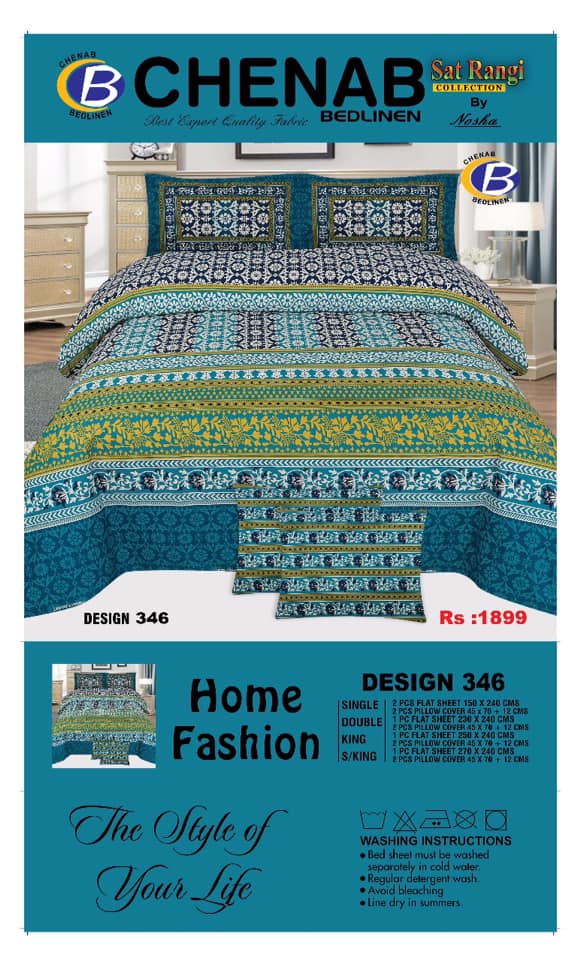 CHENAB
B
BEDLINEN
CHENAB
BEDLINEN
Best Export Quality Fabric
Sat Rangi
COLLECTION
By
Nosha
CHENAB
B
BEDLINEN
DESIGN 346
Rs :1899
Home
Fashion
DESIGN 346
SINGLE 2 PCS FLAT SHEET 150 X 240 CMS
2 PCS PILLOW COVER 45 x 70 + 12 CMS
DOUBLE 1 PC FLAT SHEET 230 X 240 CMS
2 PCS PILLOW COVER 45 X 70 + 12 CMS
KING 1 PC FLAT SHEET 250 X 240 CMS
2 PCS PILLOW COVER 45 X 70 + 12 CMS
S/KING 1 PC FLAT SHEET 270 X 240 CMS
2 PCS PILLOW COVER 45 X 70 + 12 CMS
The Style of
Your Life
WASHING INSTRUCTIONS
• Bed sheet must be washed
separately in cold water.
• Regular detergent wash.
• Avoid bleaching
• Line dry in summers.